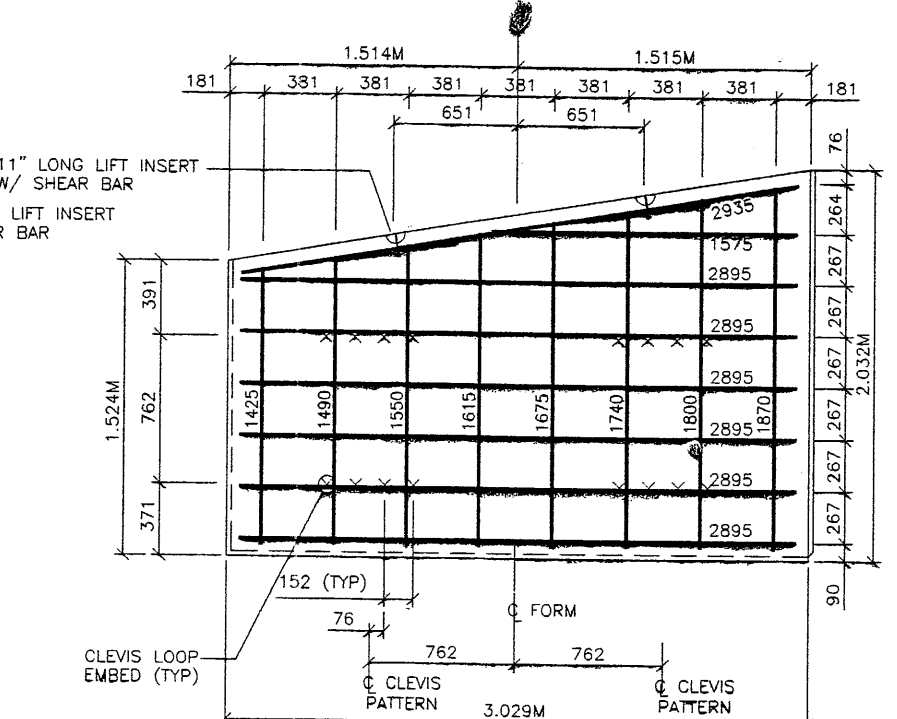 1.514M 1.515M
181 381 381 381 381 381 381 381 181
651 651
76
11" LONG LIFT INSERT
W/ SHEAR BAR
LIFT INSERT
R BAR
2935
264
1575
267
2895
391
267
2895
267
2.032M
2895
1.524M
762
1425 1490 1550 1615 1675 1740 1800 1870
267
2895
267
2895
371
267
2895
152 (TYP)
90
℄ FORM
76
762 762
CLEVIS LOOP
EMBED (TYP)
℄ CLEVIS
PATTERN
℄ CLEVIS
PATTERN
3.029M